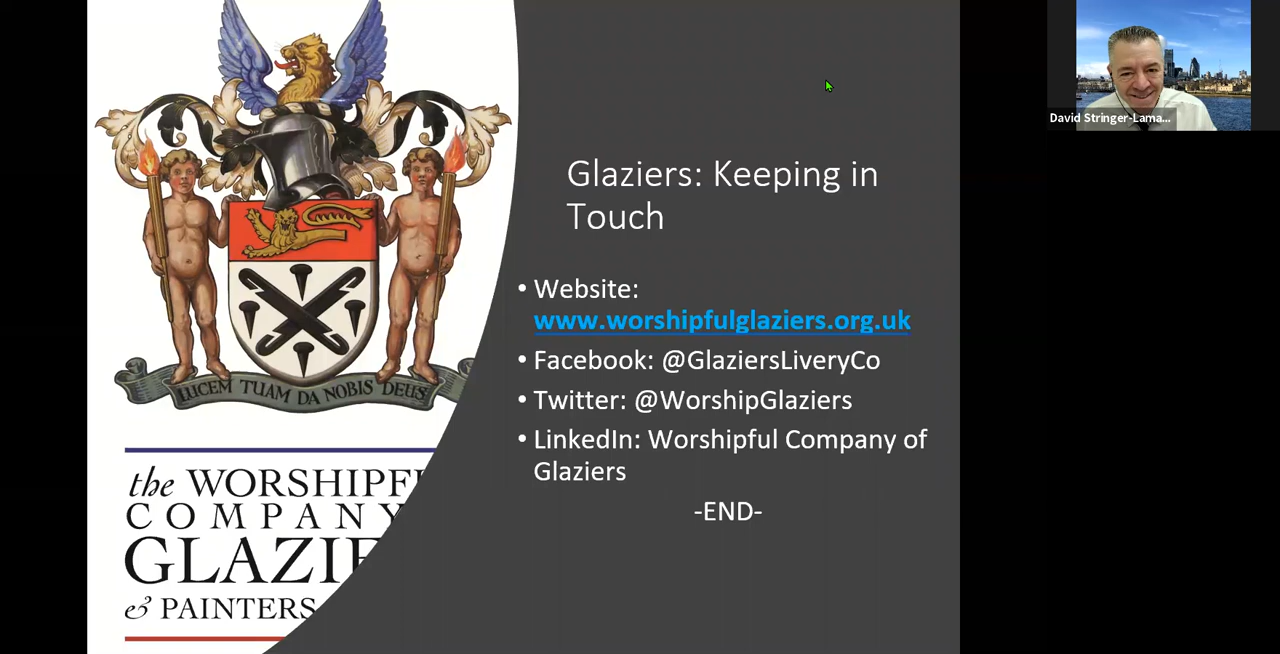 LUCEM TUAM DA NOBIS DEUS
the WORSHIPF
COMPANY
GLAZIE
& PAINTERS
Glaziers: Keeping in
Touch
• Website:
www.worshipfulglaziers.org.uk
• Facebook: @GlaziersLiveryCo
• Twitter: @WorshipGlaziers
• LinkedIn: Worshipful Company of
Glaziers
-END-
David Stringer-Lama...